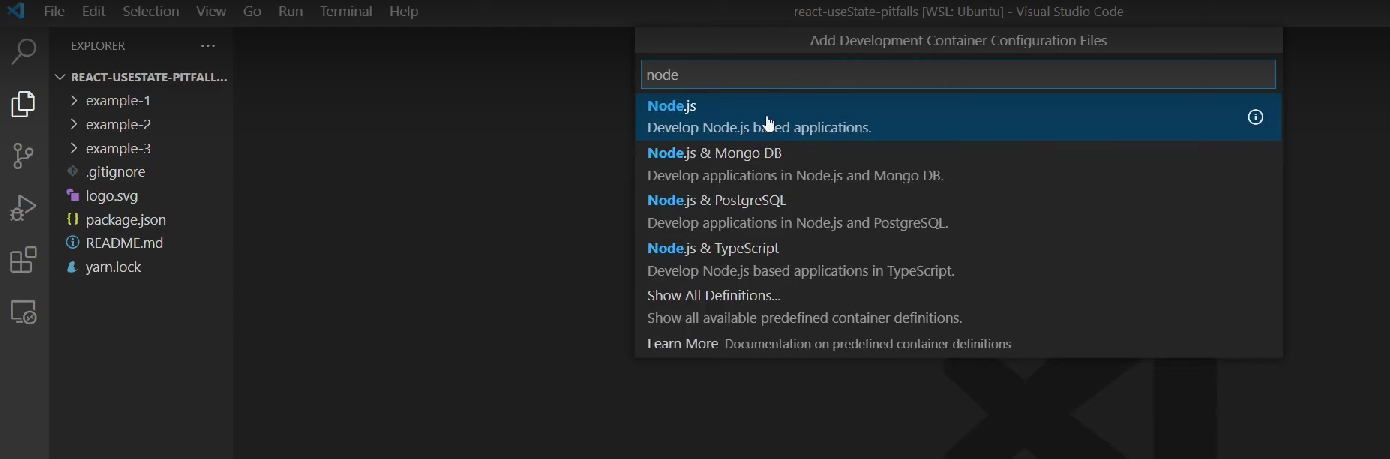 File Edit Selection View Go Run Terminal Help
react-useState-pitfalls [WSL: Ubuntu] - Visual Studio Code
EXPLORER
REACT-USESTATE-PITFALL...
example-1
example-2
example-3
.gitignore
logo.svg
package.json
README.md
yarn.lock
Add Development Container Configuration Files
node
Node.js
Develop Node.js based applications.
Node.js & Mongo DB
Develop applications in Node.js and Mongo DB.
Node.js & PostgreSQL
Develop applications in Node.js and PostgreSQL.
Node.js & TypeScript
Develop Node.js based applications in TypeScript.
Show All Definitions...
Show all available predefined container definitions.
Learn More Documentation on predefined container definitions